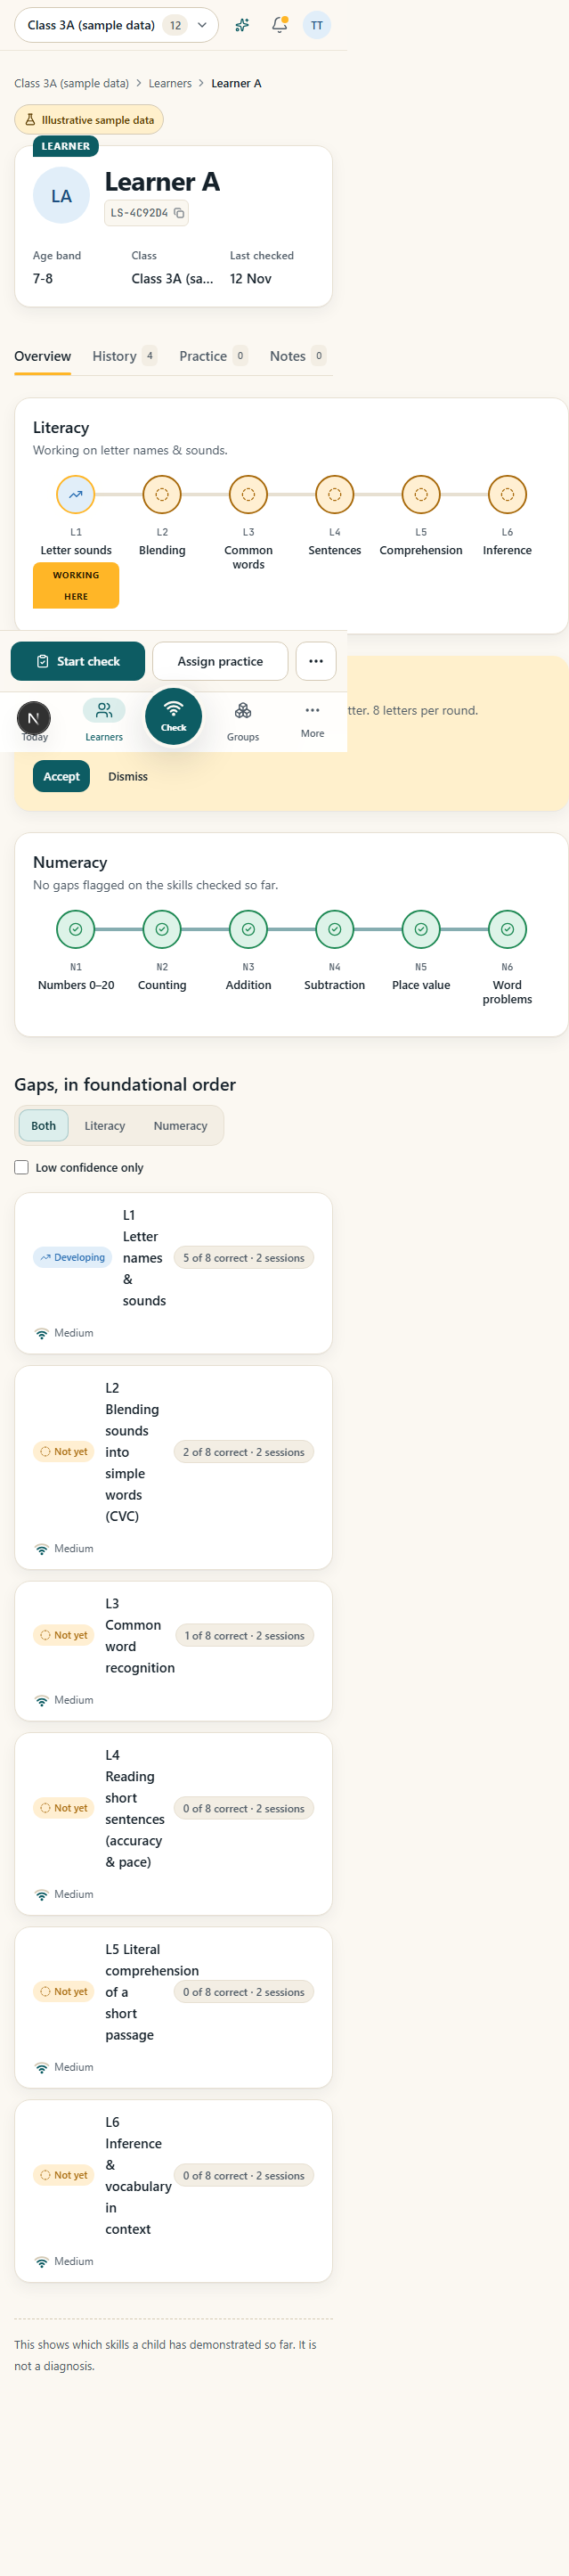 Class 3A (sample data) 12 TT
Class 3A (sample data) > Learners > Learner A
Illustrative sample data
LEARNER
LA
Learner A
LS-4C92D4
Age band Class Last checked
7-8 Class 3A (sa... 12 Nov
Overview History 4 Practice 0 Notes 0
Literacy
Working on letter names & sounds.
L1 L2 L3 L4 L5 L6
Letter sounds Blending Common words Sentences Comprehension Inference
WORKING
HERE
Start check Assign practice
tter. 8 letters per round.
N
Today Learners Check Groups More
Accept Dismiss
Numeracy
No gaps flagged on the skills checked so far.
N1 N2 N3 N4 N5 N6
Numbers 0–20 Counting Addition Subtraction Place value Word problems
Gaps, in foundational order
Both Literacy Numeracy
Low confidence only
Developing
L1
Letter
names
&
sounds
5 of 8 correct · 2 sessions
Medium
Not yet
L2
Blending
sounds
into
simple
words
(CVC)
2 of 8 correct · 2 sessions
Medium
Not yet
L3
Common
word
recognition
1 of 8 correct · 2 sessions
Medium
Not yet
L4
Reading
short
sentences
(accuracy
& pace)
0 of 8 correct · 2 sessions
Medium
Not yet
L5 Literal
comprehension
of a
short
passage
0 of 8 correct · 2 sessions
Medium
Not yet
L6
Inference
&
vocabulary
in
context
0 of 8 correct · 2 sessions
Medium
This shows which skills a child has demonstrated so far. It is
not a diagnosis.